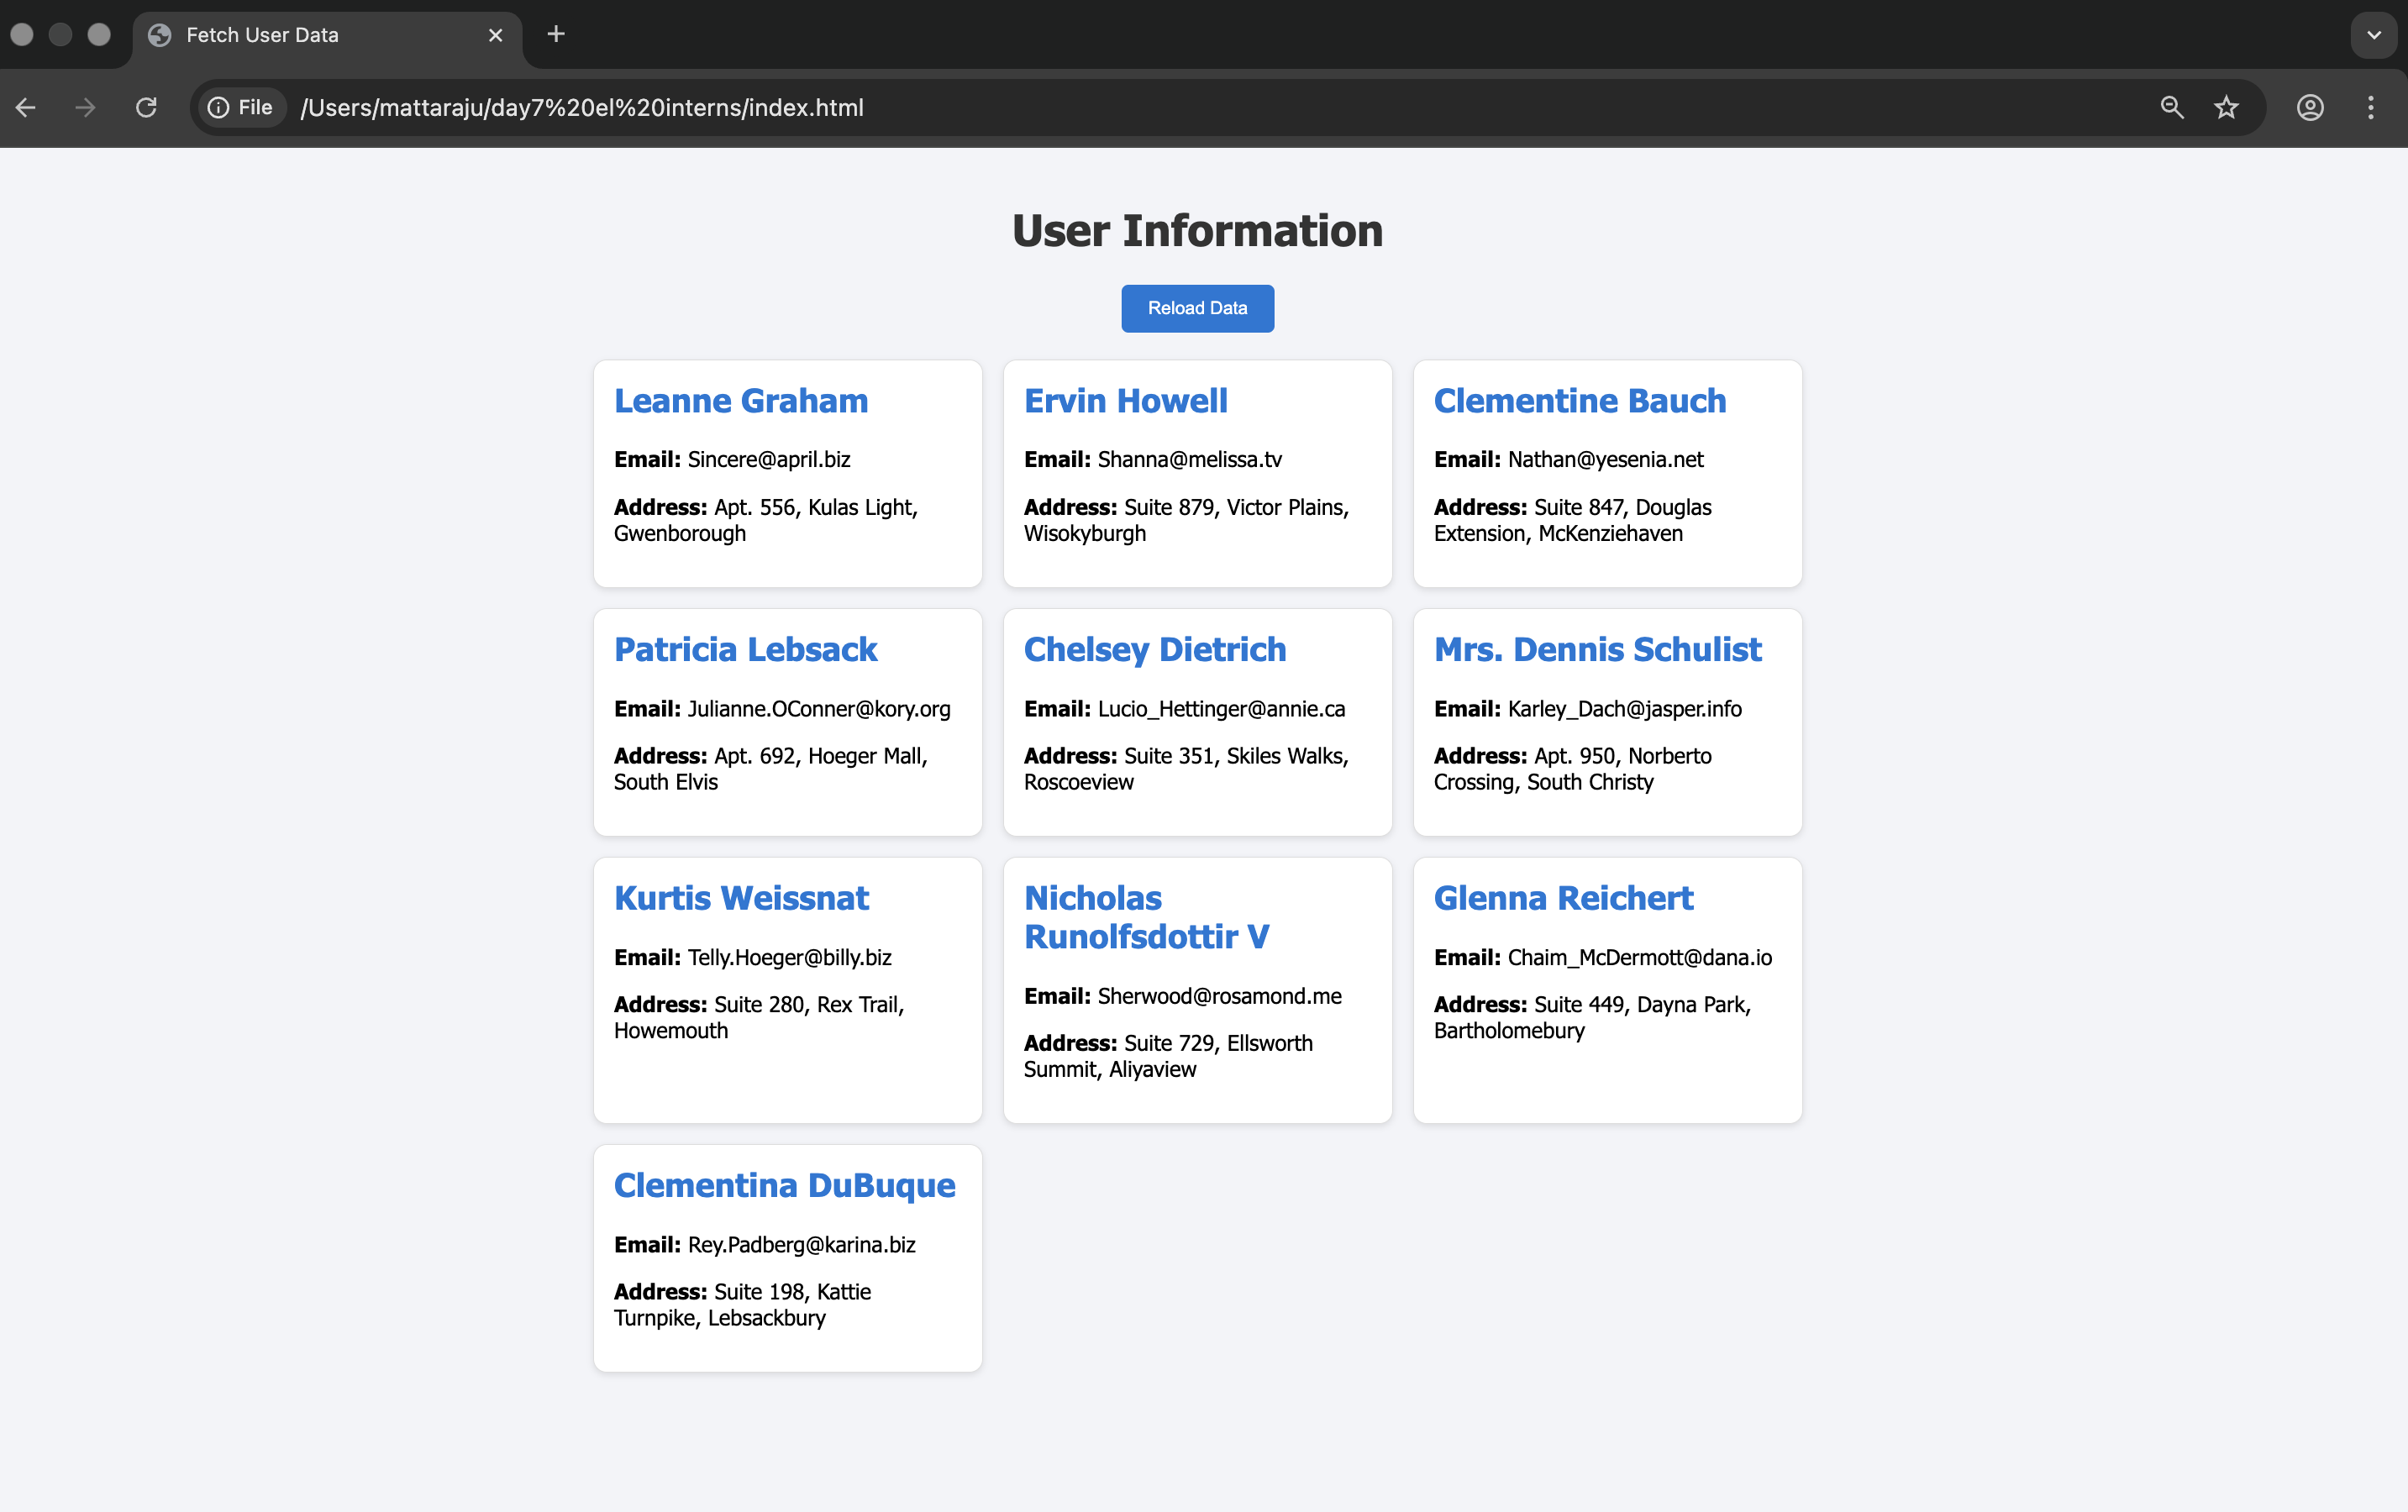 Fetch User Data
File /Users/mattaraju/day7%20el%20interns/index.html
User Information
Reload Data
Leanne Graham
Email: Sincere@april.biz
Address: Apt. 556, Kulas Light,
Gwenborough
Ervin Howell
Email: Shanna@melissa.tv
Address: Suite 879, Victor Plains,
Wisokyburgh
Clementine Bauch
Email: Nathan@yesenia.net
Address: Suite 847, Douglas
Extension, McKenziehaven
Patricia Lebsack
Email: Julianne.OConner@kory.org
Address: Apt. 692, Hoeger Mall,
South Elvis
Chelsey Dietrich
Email: Lucio_Hettinger@annie.ca
Address: Suite 351, Skiles Walks,
Roscoeview
Mrs. Dennis Schulist
Email: Karley_Dach@jasper.info
Address: Apt. 950, Norberto
Crossing, South Christy
Kurtis Weissnat
Email: Telly.Hoeger@billy.biz
Address: Suite 280, Rex Trail,
Howemouth
Nicholas
Runolfsdottir V
Email: Sherwood@rosamond.me
Address: Suite 729, Ellsworth
Summit, Aliyaview
Glenna Reichert
Email: Chaim_McDermott@dana.io
Address: Suite 449, Dayna Park,
Bartholomebury
Clementina DuBuque
Email: Rey.Padberg@karina.biz
Address: Suite 198, Kattie
Turnpike, Lebsackbury